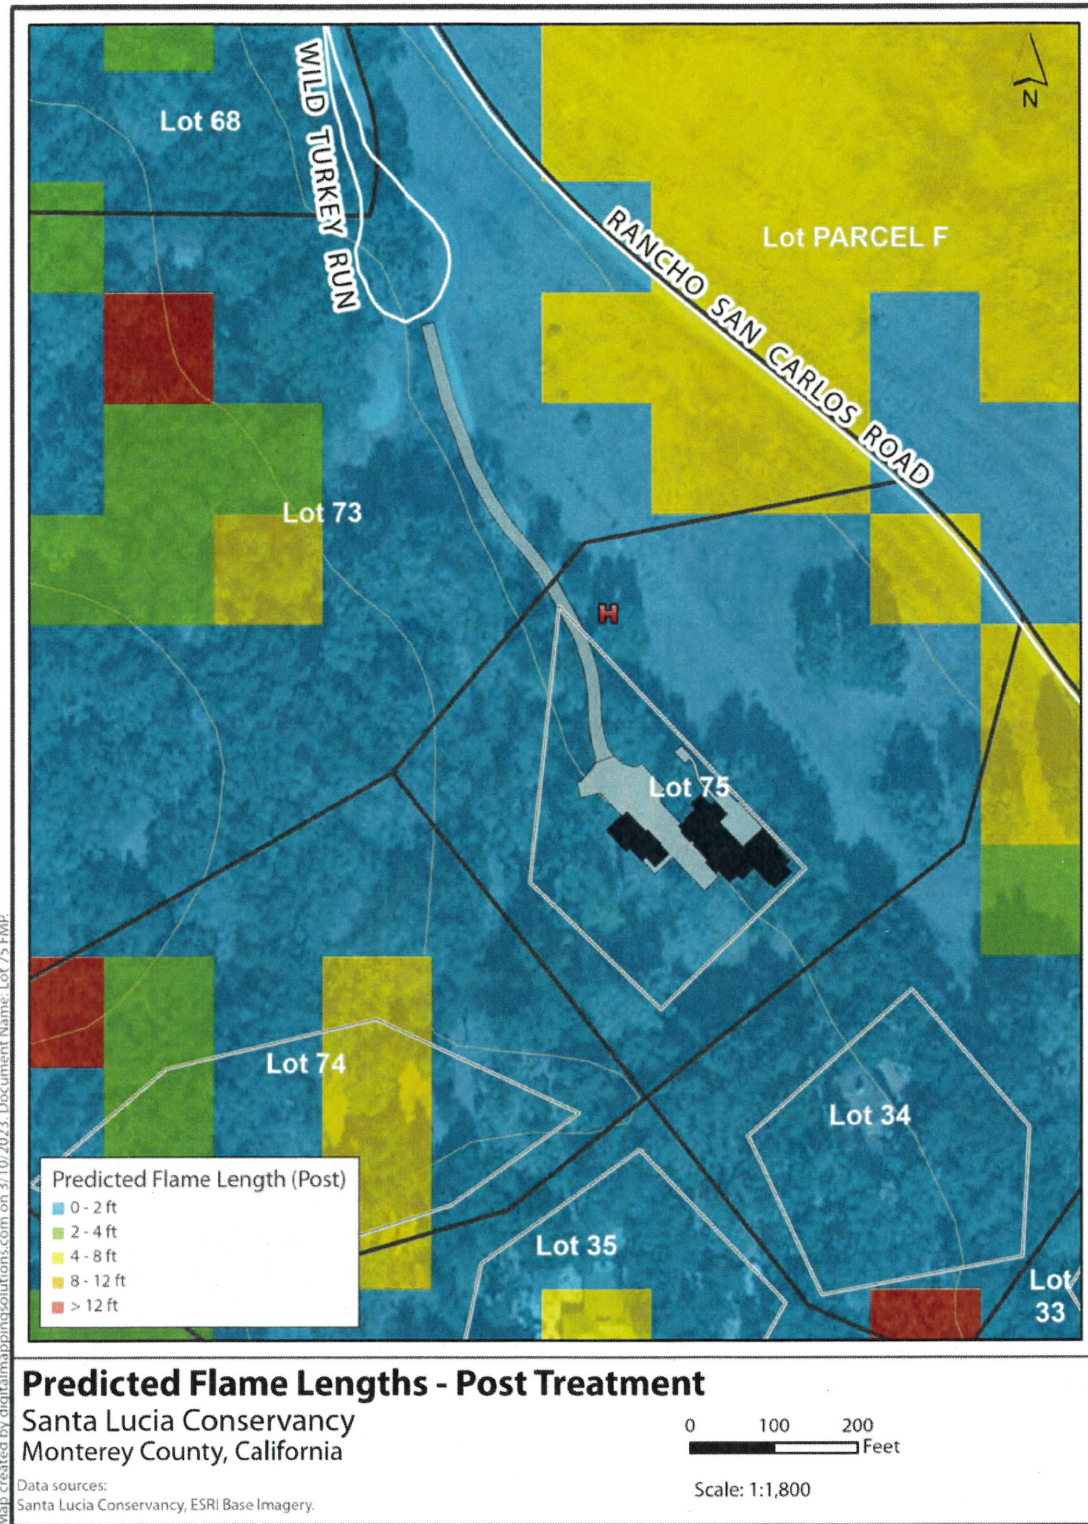 Lot 68
WILD TURKEY RUN
N
Lot PARCEL F
RANCHO SAN CARLOS ROAD
Lot 73
H
Lot 75
Lot 74
Lot 34
Lot 35
Lot
33
Predicted Flame Length (Post)
0 - 2 ft
2 - 4 ft
4 - 8 ft
8 - 12 ft
> 12 ft
Map created by digitalmappingsolutions.com on 3/10/2023. Document Name: Lot 75 FMP.
Predicted Flame Lengths - Post Treatment
Santa Lucia Conservancy
Monterey County, California
Data sources:
Santa Lucia Conservancy, ESRI Base Imagery.
0 100 200
Feet
Scale: 1:1,800